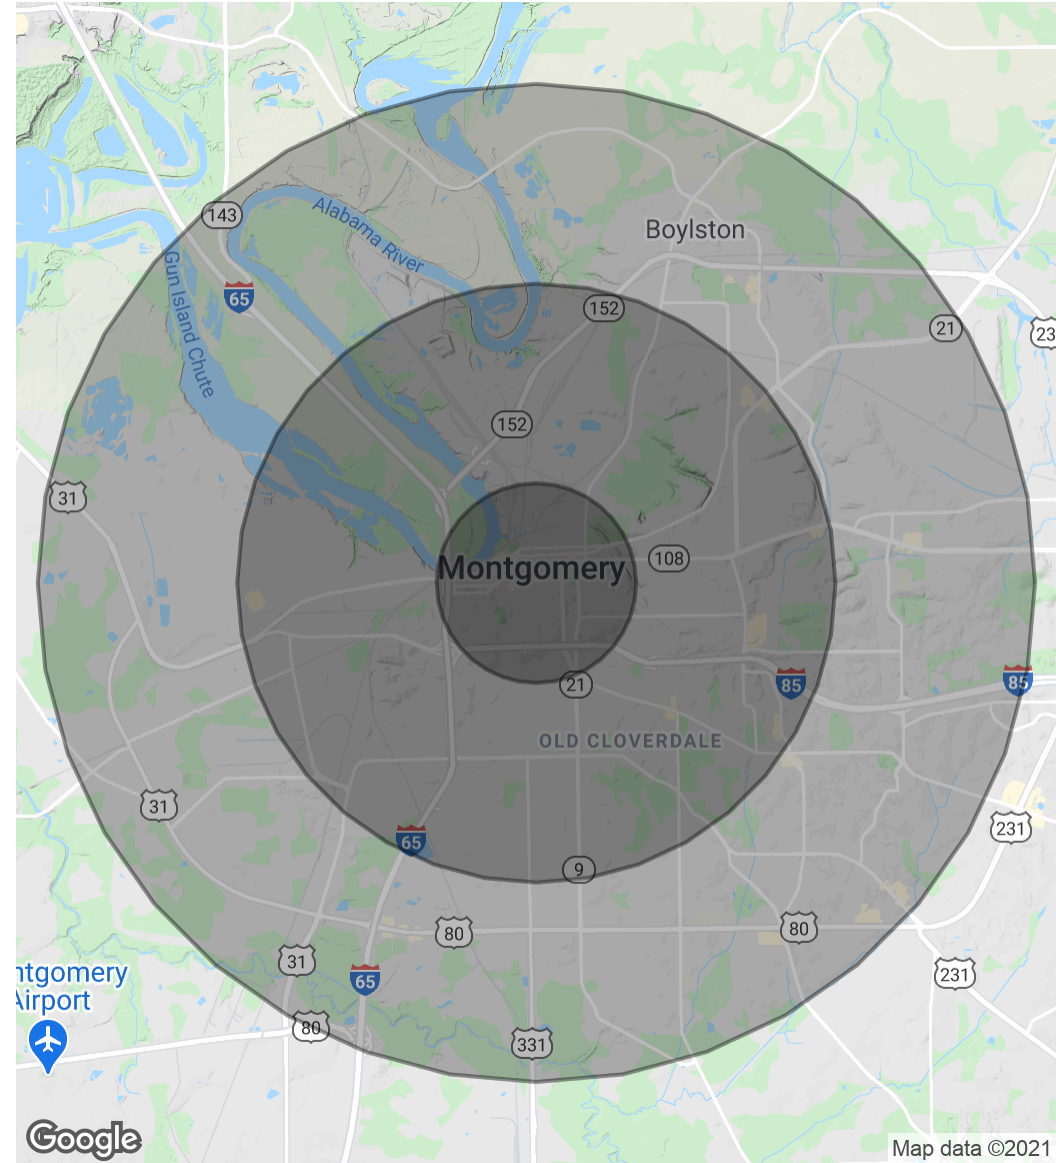 143
Alabama River
Boylston
Gun Island Chute
65
152
21
23
152
31
Montgomery
108
21
85
85
OLD CLOVERDALE
31
65
231
9
80
80
31
65
231
ntgomery
Airport
80
331
Google
Map data ©2021